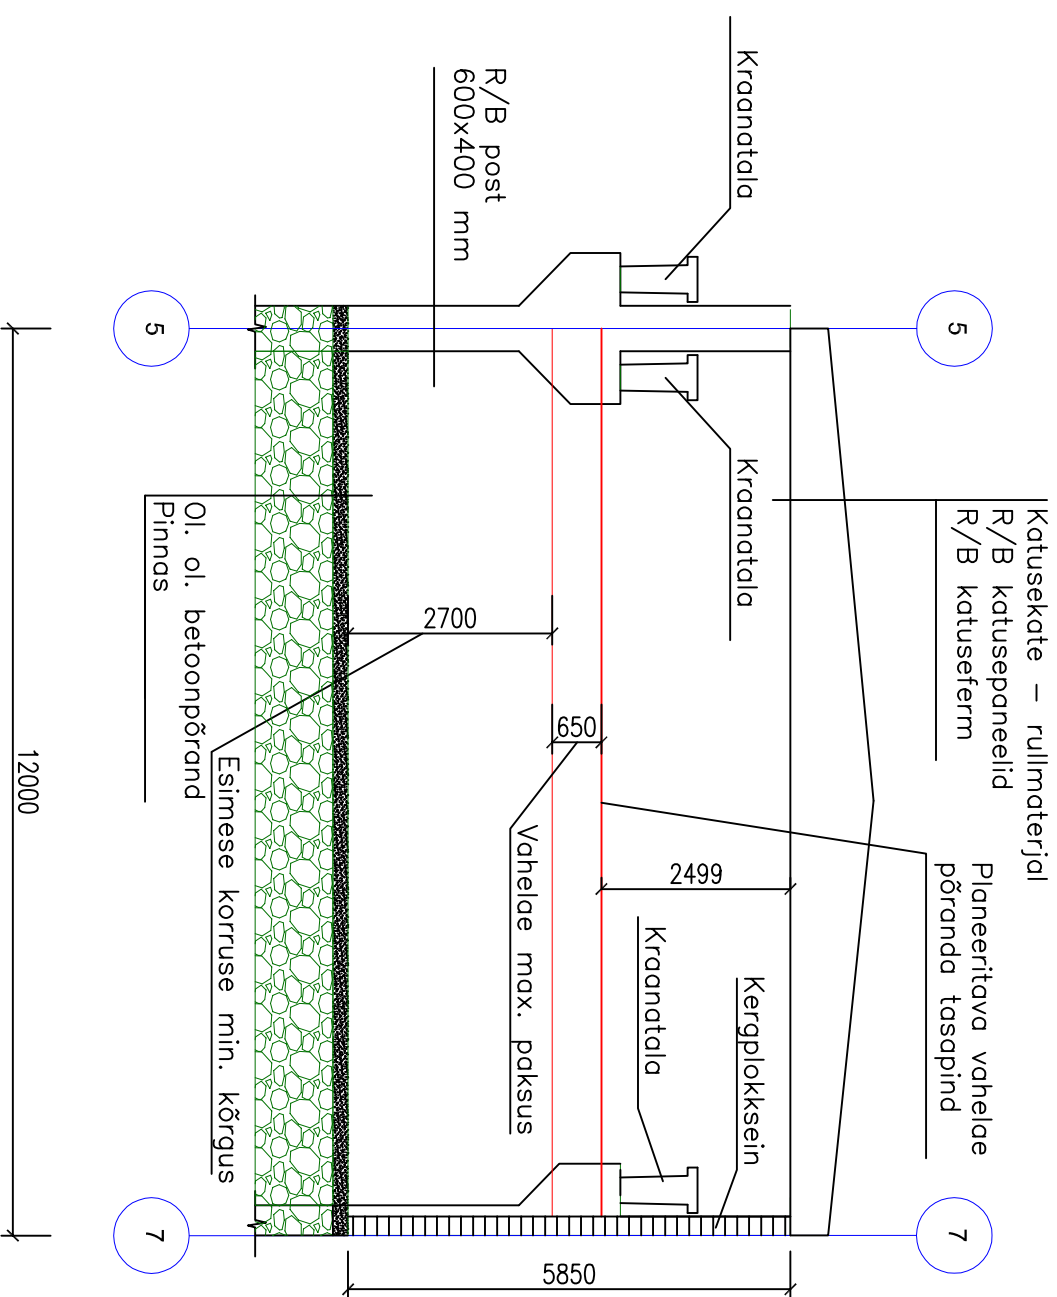 Katusekate – rullmaterjal
R/B katusepaneelid
R/B katuseferm
Planeeritava vahelae
põranda tasapind
5
7
Kraanatala
Kraanatala
Kraanatala
Kergplokksein
R/B post
600x400 mm
2499
650
2700
5850
Vahelae max. paksus
Esimese korruse min. kõrgus
Ol. ol. betoonpõrand
Pinnas
5
7
12000